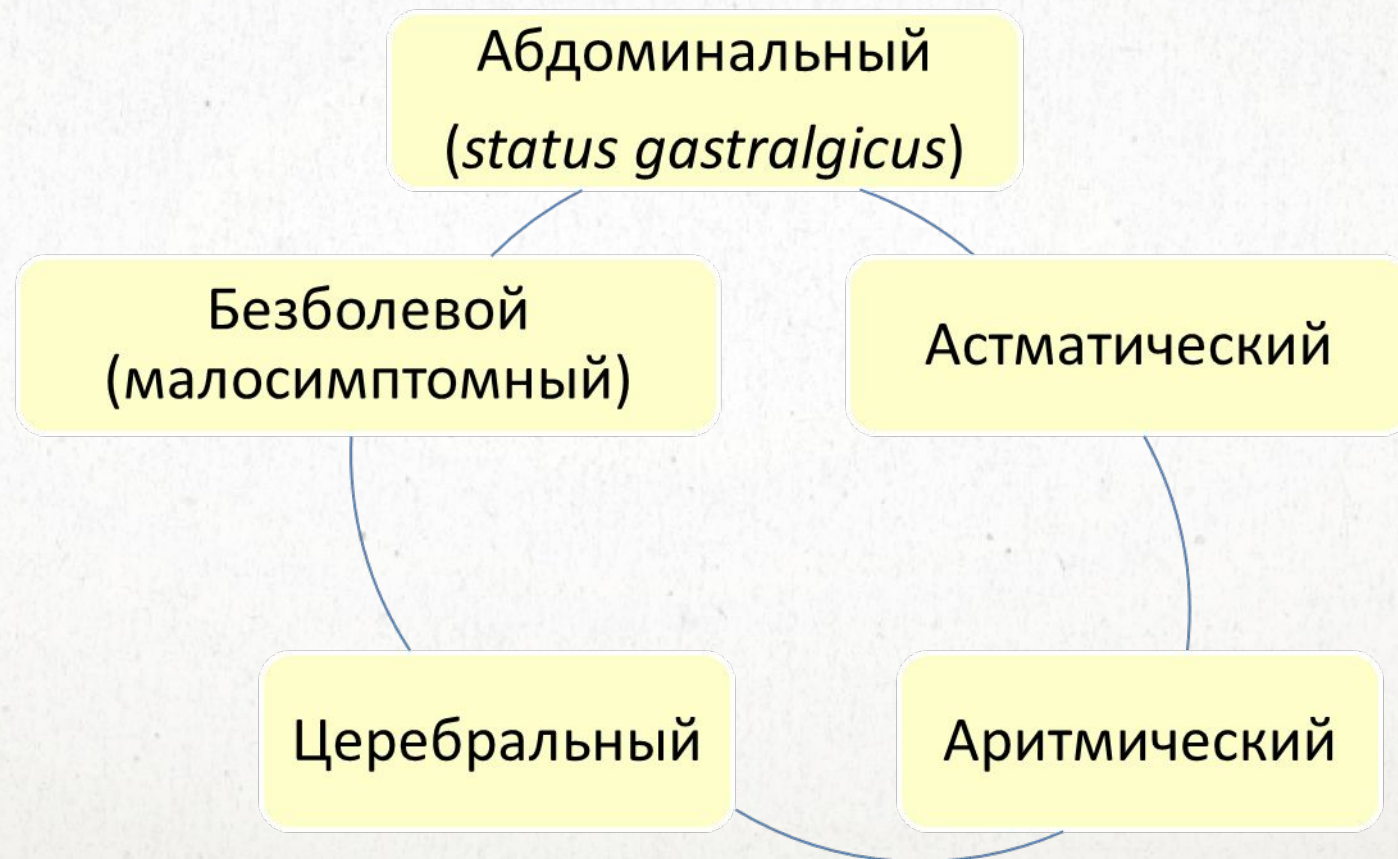 Абдоминальный
(status gastralgicus)
Безболевой
(малосимптомный)
Астматический
Церебральный
Аритмический